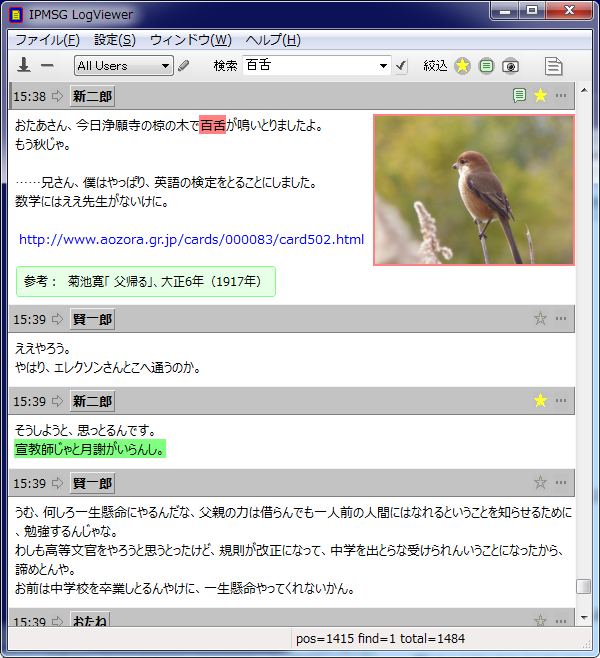 IPMSG LogViewer
ファイル(F) 設定(S) ウィンドウ(W) ヘルプ(H)
All Users 検索 百舌 絞込
15:38 新二郎
おたあさん、今日浄願寺の椋の木で百舌が鳴いとりましたよ。
もう秋じゃ。
……兄さん、僕はやっぱり、英語の検定をとることにしました。
数学にはええ先生がないけに。
http://www.aozora.gr.jp/cards/000083/card502.html
参考： 菊池寛「 父帰る」、大正6年（1917年）
15:39 賢一郎
ええやろう。
やはり、エレクソンさんとこへ通うのか。
15:39 新二郎
そうしようと、思っとるんです。
宣教師じゃと月謝がいらんし。
15:39 賢一郎
うむ、何しろ一生懸命にやるんだな、父親の力は借らんでも一人前の人間にはなれるということを知らせるために
、勉強するんじゃな。
わしも高等文官をやろうと思うとったけど、規則が改正になって、中学を出とらな受けられんいうことになったから、
諦めとんや。
お前は中学校を卒業しとるんやけに、一生懸命やってくれないかん。
15:39 おたね
pos=1415 find=1 total=1484